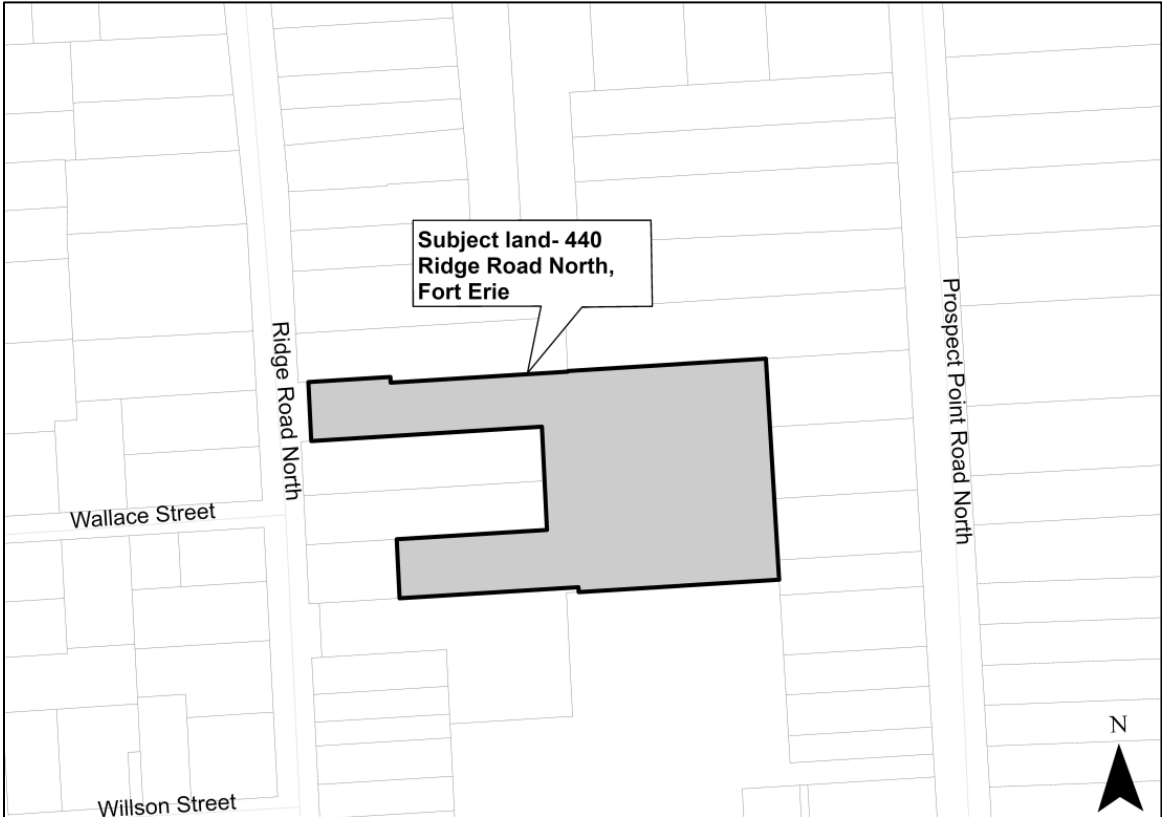 Subject land- 440
Ridge Road North,
Fort Erie
Ridge Road North
Prospect Point Road North
Wallace Street
Willson Street
N